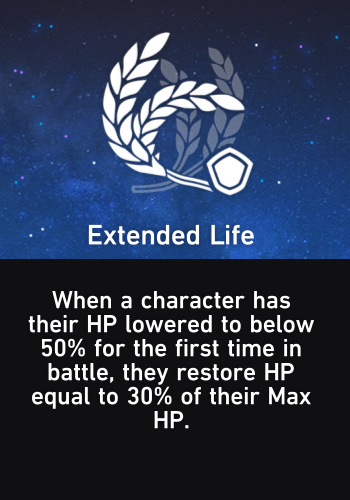 Extended Life
When a character has
their HP lowered to below
50% for the first time in
battle, they restore HP
equal to 30% of their Max
HP.